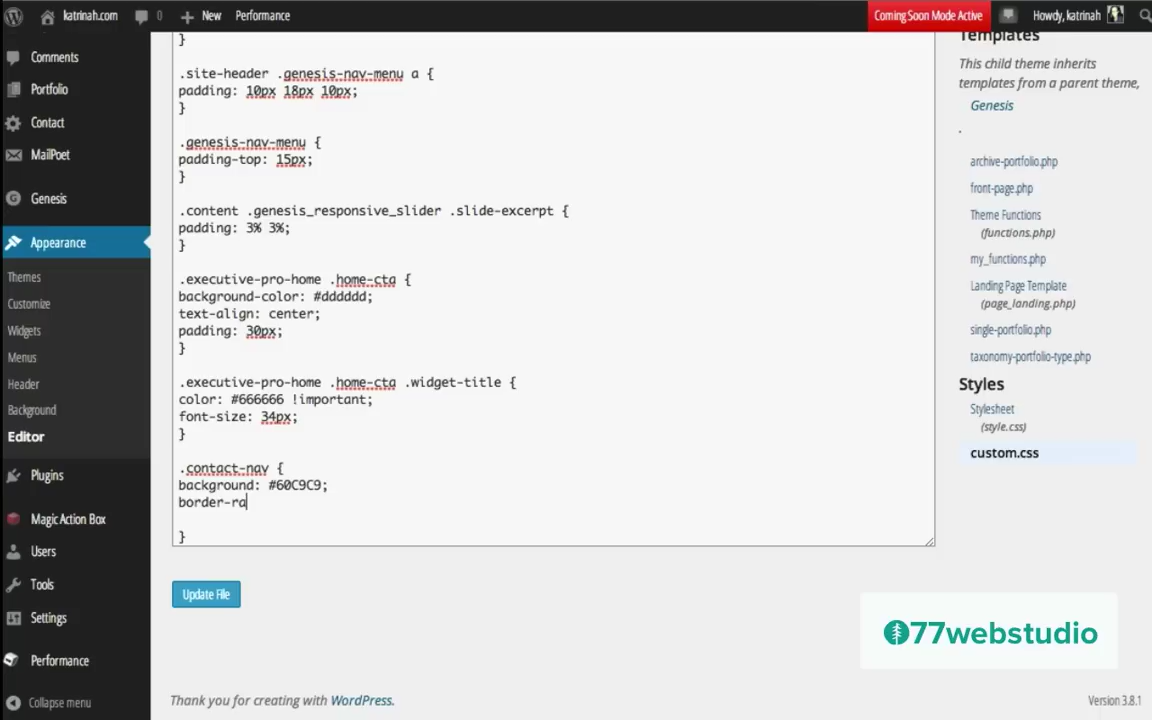 katrinah.com 0 New Performance Coming Soon Mode Active Howdy, katrinah
Comments
Portfolio
Contact
MailPoet
Genesis
Appearance
Themes
Customize
Widgets
Menus
Header
Background
Editor
Plugins
Magic Action Box
Users
Tools
Settings
Performance
Collapse menu
}
.site-header .genesis-nav-menu a {
padding: 10px 18px 10px;
}
.genesis-nav-menu {
padding-top: 15px;
}
.content .genesis_responsive_slider .slide-excerpt {
padding: 3% 3%;
}
.executive-pro-home .home-cta {
background-color: #dddddd;
text-align: center;
padding: 30px;
}
.executive-pro-home .home-cta .widget-title {
color: #666666 !important;
font-size: 34px;
}
.contact-nav {
background: #60C9C9;
border-ra
}
Update File
Templates
This child theme inherits
templates from a parent theme,
Genesis
.
archive-portfolio.php
front-page.php
Theme Functions
(functions.php)
my_functions.php
Landing Page Template
(page_landing.php)
single-portfolio.php
taxonomy-portfolio-type.php
Styles
Stylesheet
(style.css)
custom.css
77webstudio
Thank you for creating with WordPress.
Version 3.8.1